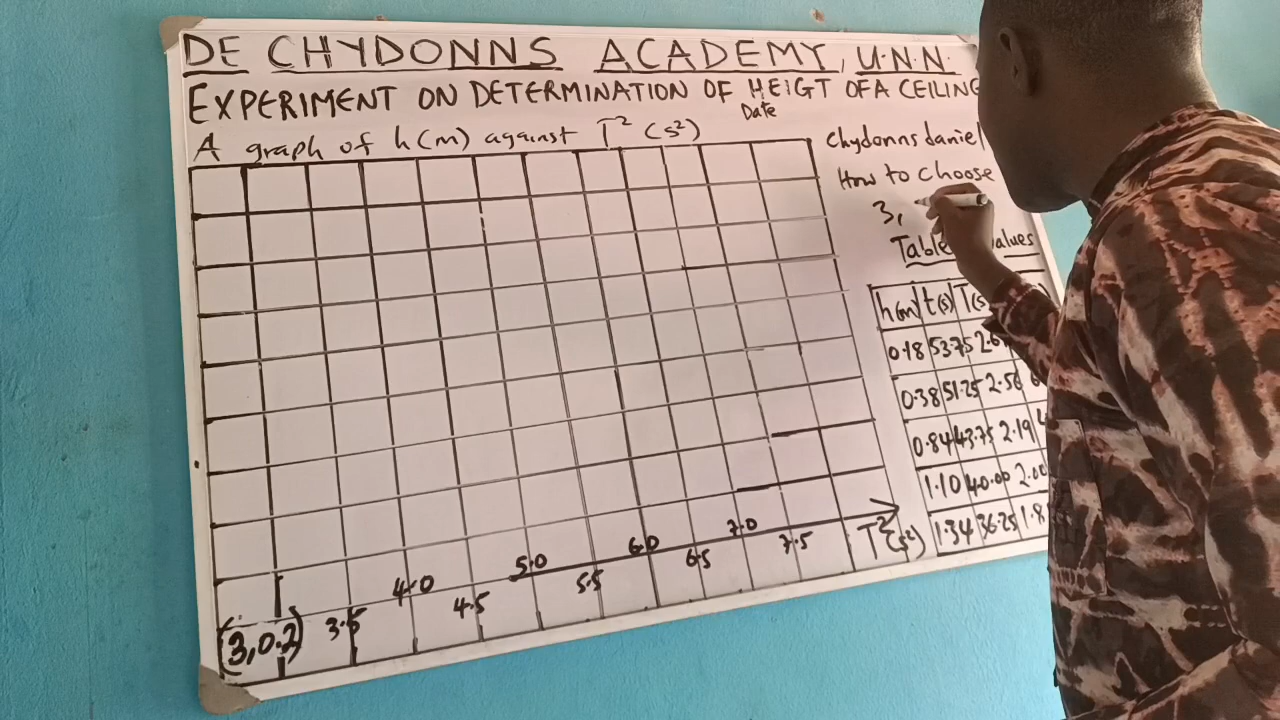 DE CHYDONNS ACADEMY, U.N.N.
EXPERIMENT ON DETERMINATION OF HEIGT OF A CEILING
Date
A graph of h(m) against T² (s²)
Chydonns daniel
How to choose
3,
Table values
h(m) t(s) T(s
0.18 53.75 2.6
0.38 51.25 2.56
0.84 43.75 2.19
1.10 40.00 2.00
1.34 36.25 1.8
T²(s²)
(3,0.2) 3.5 4.0 4.5 5.0 5.5 6.0 6.5 7.0 7.5